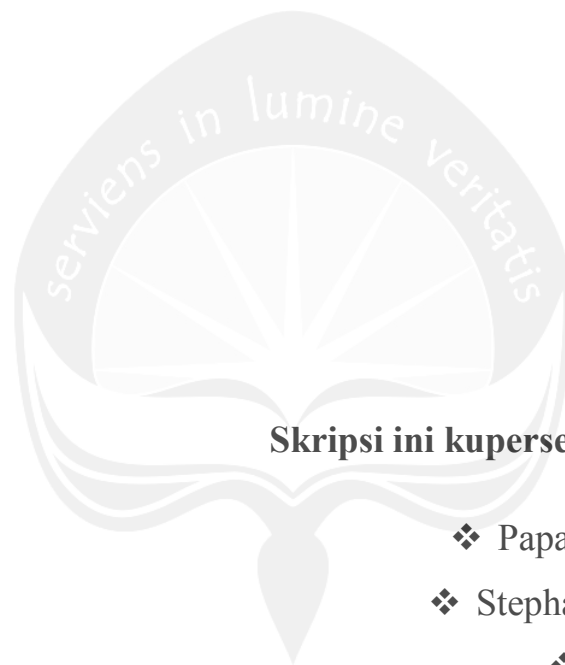 serviens in lumine veritatis
Skripsi ini kuperse
❖ Papa
❖ Stepha
❖